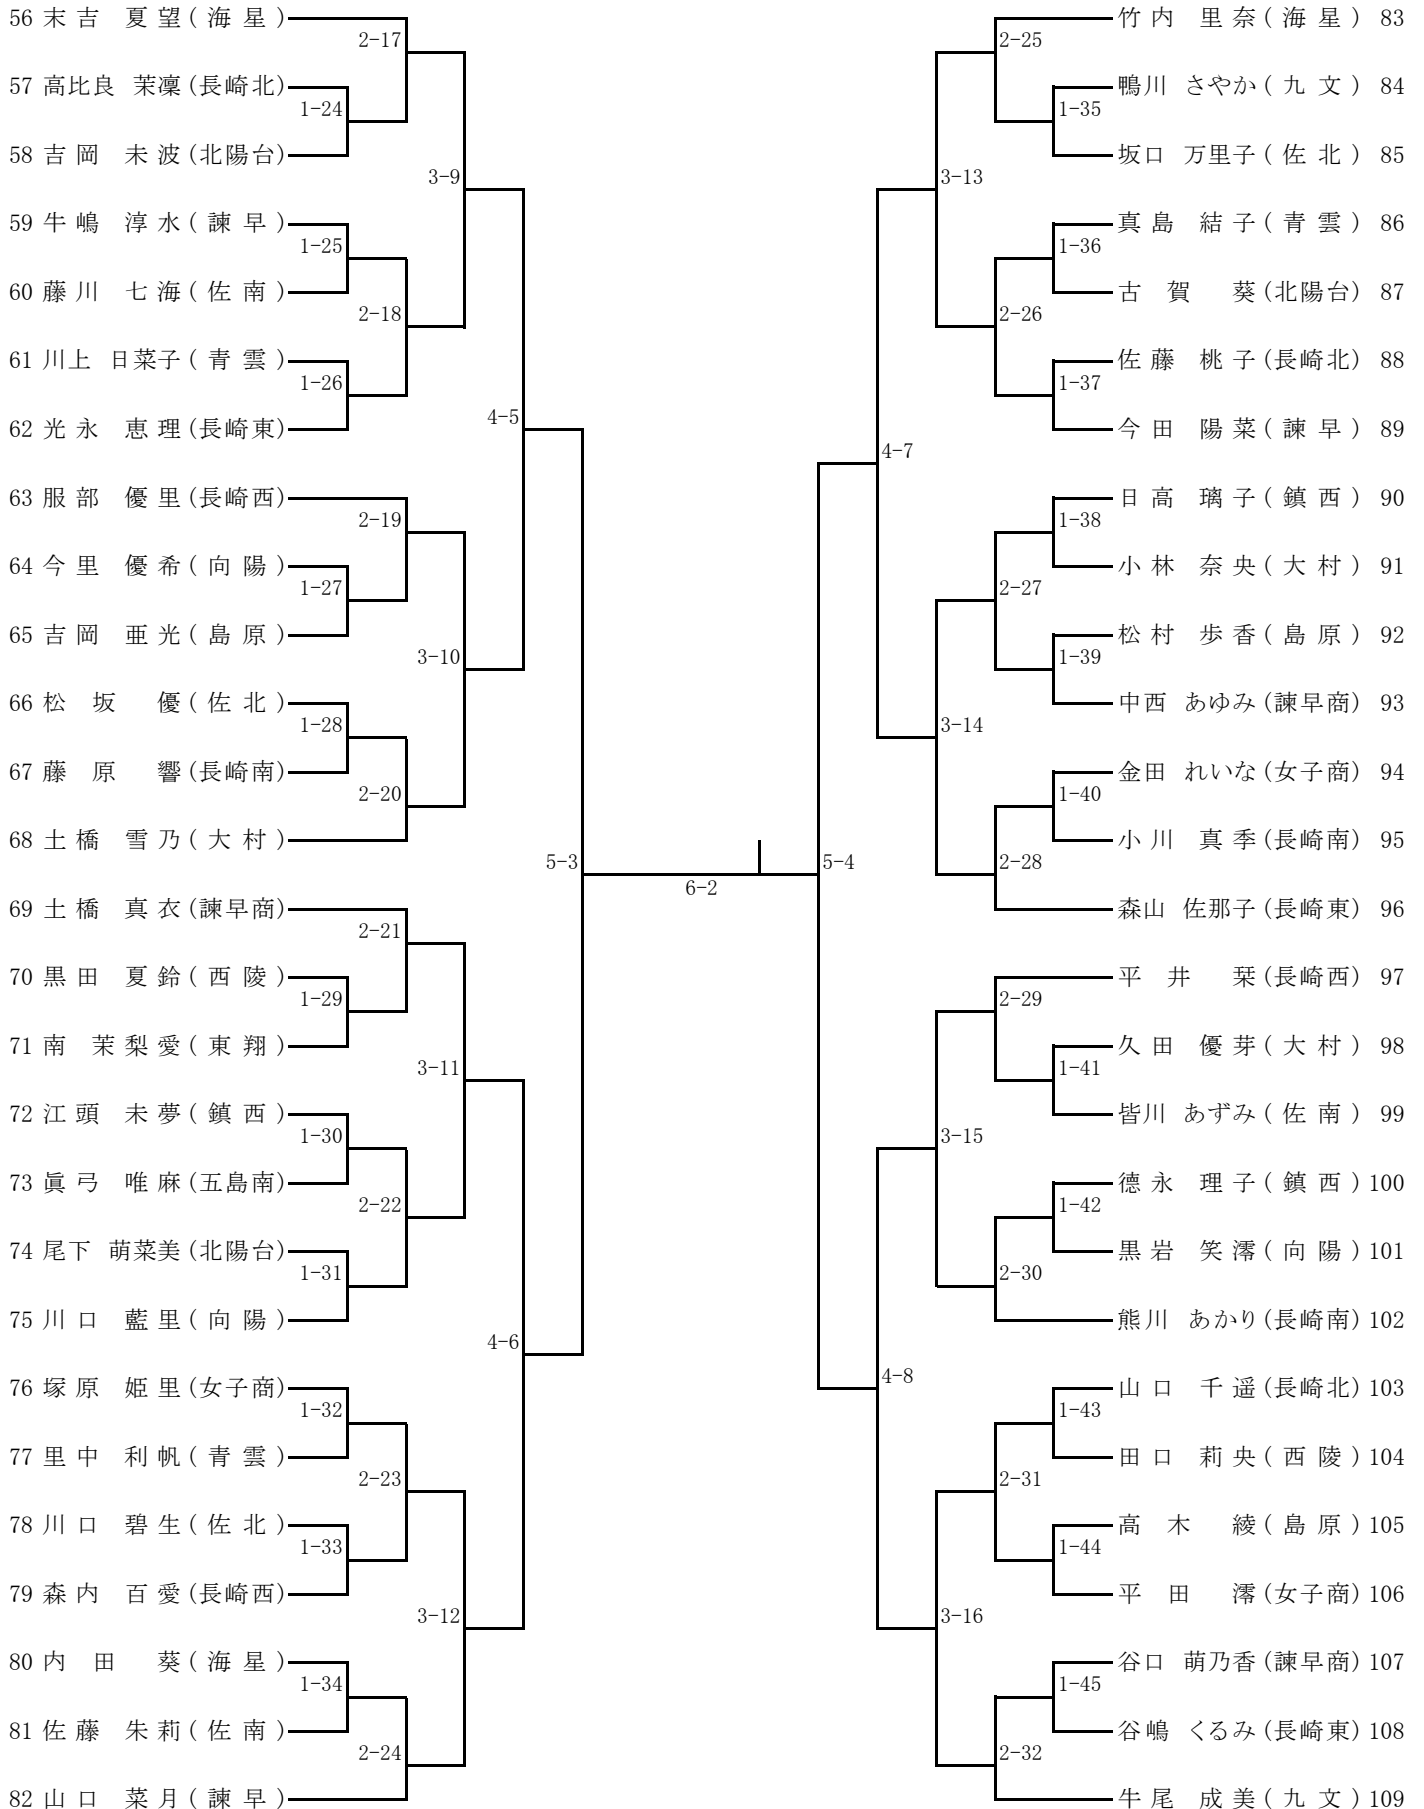 56 末吉 夏望(海星)
2-17
57 高比良 茉凜(長崎北)
1-24
58 吉岡 未波(北陽台)
3-9
59 牛嶋 淳水(諫早)
1-25
60 藤川 七海(佐南)
2-18
61 川上 日菜子(青雲)
1-26
62 光永 恵理(長崎東)
4-5
63 服部 優里(長崎西)
2-19
64 今里 優希(向陽)
1-27
65 吉岡 亜光(島原)
3-10
66 松坂 優(佐北)
1-28
67 藤原 響(長崎南)
2-20
68 土橋 雪乃(大村)
5-3
69 土橋 真衣(諫早商)
2-21
70 黒田 夏鈴(西陵)
1-29
71 南 茉梨愛(東翔)
3-11
72 江頭 未夢(鎮西)
1-30
73 眞弓 唯麻(五島南)
2-22
74 尾下 萌菜美(北陽台)
1-31
75 川口 藍里(向陽)
4-6
76 塚原 姫里(女子商)
1-32
77 里中 利帆(青雲)
2-23
78 川口 碧生(佐北)
1-33
79 森内 百愛(長崎西)
3-12
80 内田 葵(海星)
1-34
81 佐藤 朱莉(佐南)
2-24
82 山口 菜月(諫早)
6-2
竹内 里奈(海星) 83
2-25
鴨川 さやか(九文) 84
1-35
坂口 万里子(佐北) 85
3-13
真島 結子(青雲) 86
1-36
古賀 葵(北陽台) 87
2-26
佐藤 桃子(長崎北) 88
1-37
今田 陽菜(諫早) 89
4-7
日高 璃子(鎮西) 90
1-38
小林 奈央(大村) 91
2-27
松村 歩香(島原) 92
1-39
中西 あゆみ(諫早商) 93
3-14
金田 れいな(女子商) 94
1-40
小川 真季(長崎南) 95
2-28
5-4
森山 佐那子(長崎東) 96
平井 栞(長崎西) 97
2-29
久田 優芽(大村) 98
1-41
皆川 あずみ(佐南) 99
3-15
德永 理子(鎮西) 100
1-42
黒岩 笑澪(向陽) 101
2-30
熊川 あかり(長崎南) 102
4-8
山口 千遥(長崎北) 103
1-43
田口 莉央(西陵) 104
2-31
高木 綾(島原) 105
1-44
平田 澪(女子商) 106
3-16
谷口 萌乃香(諫早商) 107
1-45
谷嶋 くるみ(長崎東) 108
2-32
牛尾 成美(九文) 109